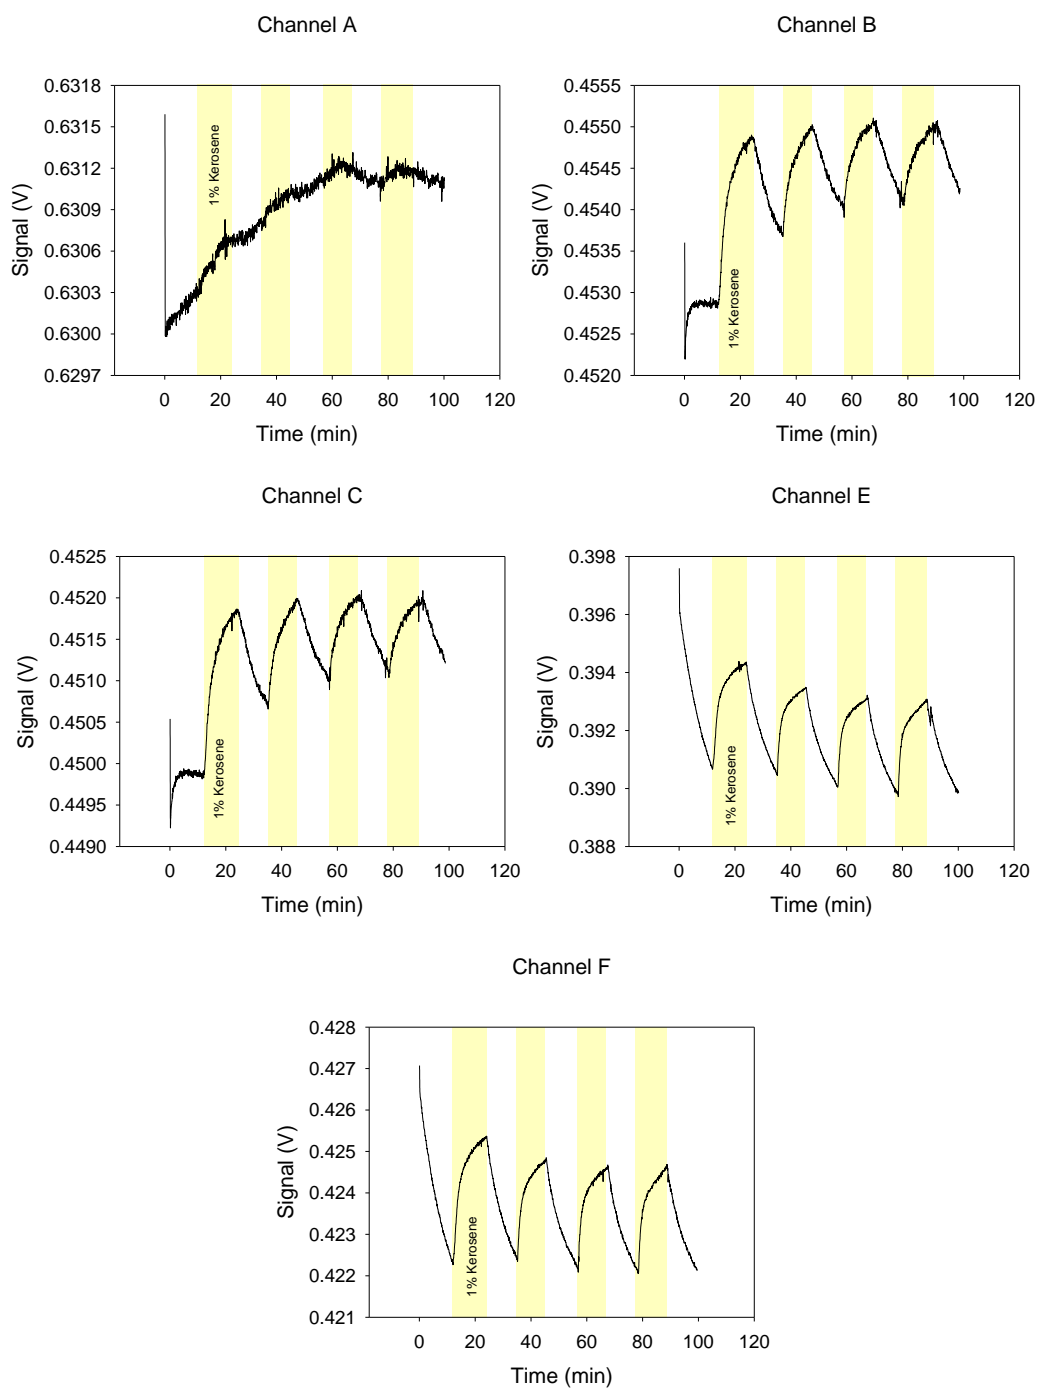 Channel A
0.6318
0.6315
0.6312
0.6309
0.6306
0.6303
0.6300
0.6297
Signal (V)
1% Kerosene
0 20 40 60 80 100 120
Time (min)
Channel B
0.4555
0.4550
0.4545
0.4540
0.4535
0.4530
0.4525
0.4520
Signal (V)
1% Kerosene
0 20 40 60 80 100 120
Time (min)
Channel C
0.4525
0.4520
0.4515
0.4510
0.4505
0.4500
0.4495
0.4490
Signal (V)
1% Kerosene
0 20 40 60 80 100 120
Time (min)
Channel E
0.398
0.396
0.394
0.392
0.390
0.388
Signal (V)
1% Kerosene
0 20 40 60 80 100 120
Time (min)
Channel F
0.428
0.427
0.426
0.425
0.424
0.423
0.422
0.421
Signal (V)
1% Kerosene
0 20 40 60 80 100 120
Time (min)